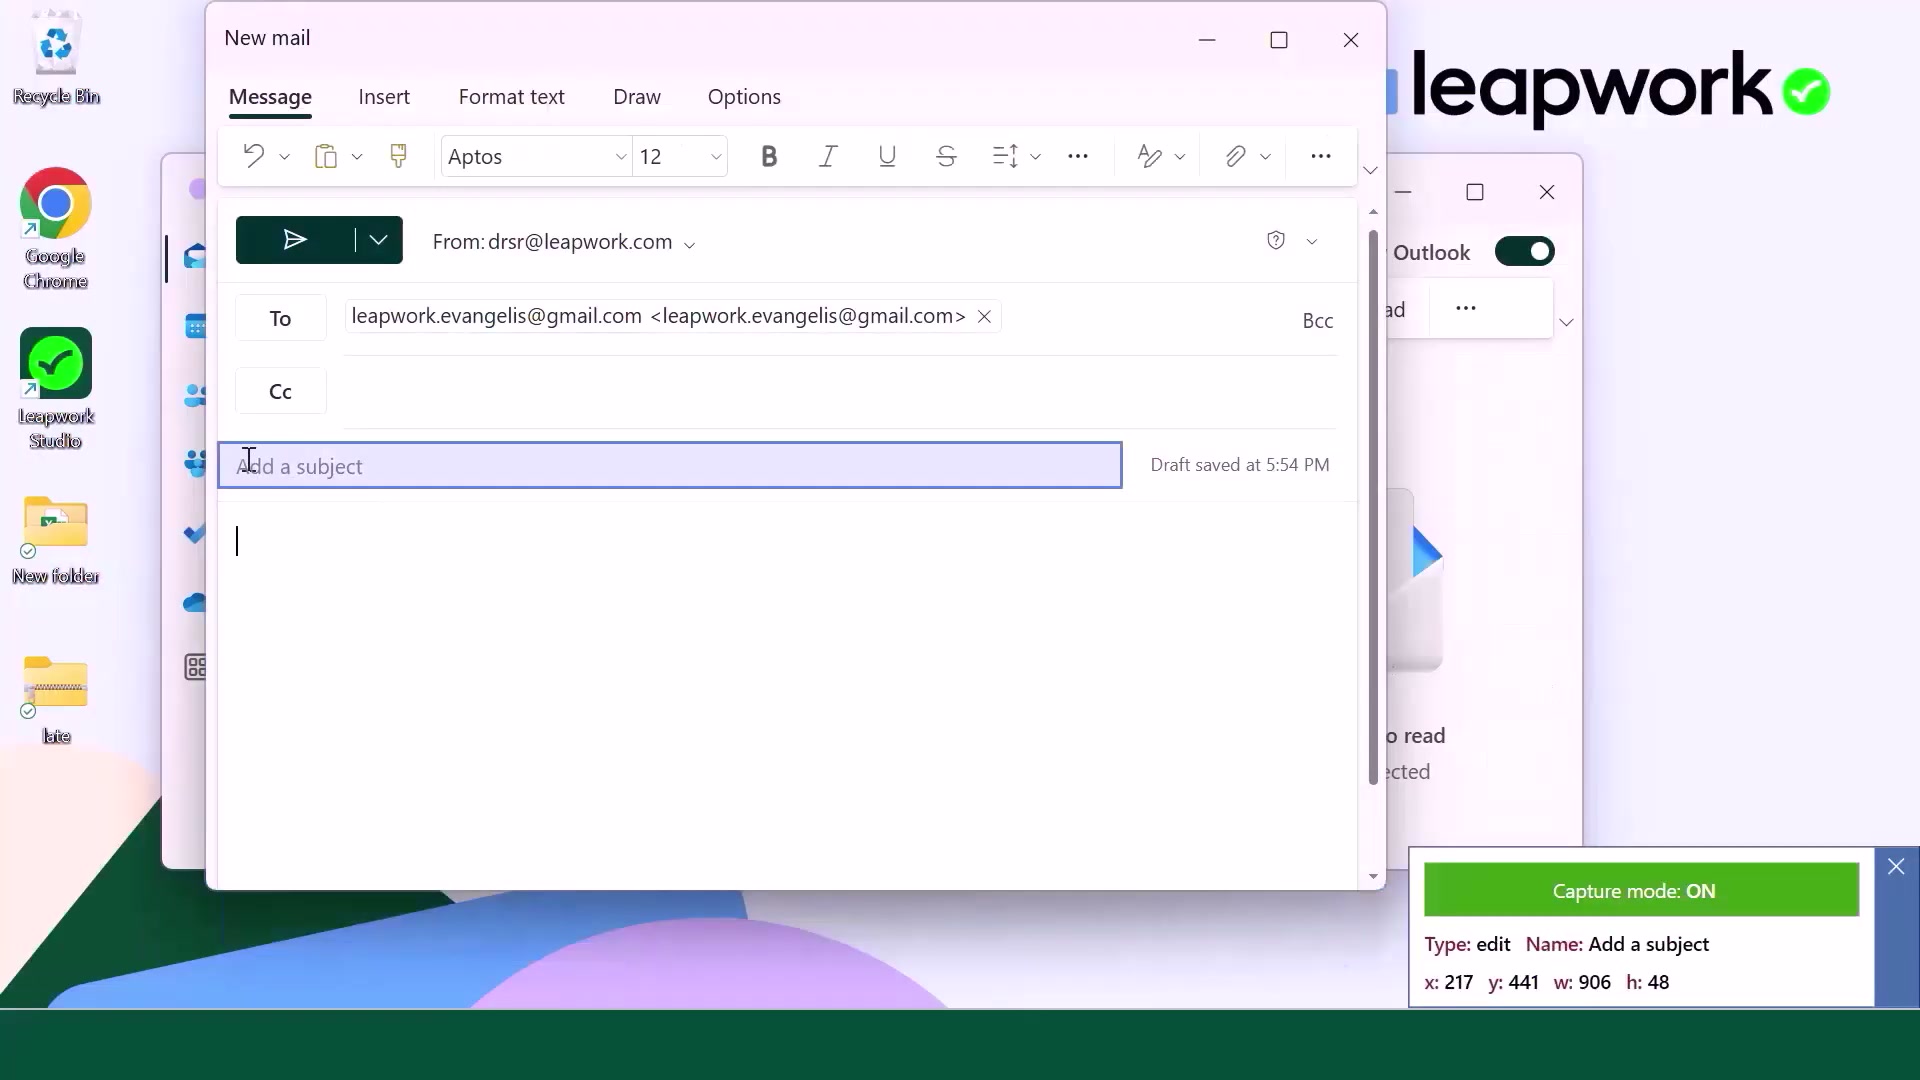 New mail
Message Insert Format text Draw Options
leapwork
Aptos 12 B I U S
From: drsr@leapwork.com
Outlook
To leapwork.evangelis@gmail.com <leapwork.evangelis@gmail.com> Bcc
ad
Cc
Add a subject Draft saved at 5:54 PM
o read
ected
Recycle Bin
Google
Chrome
Leapwork
Studio
New folder
late
Capture mode: ON
Type: edit Name: Add a subject
x: 217 y: 441 w: 906 h: 48